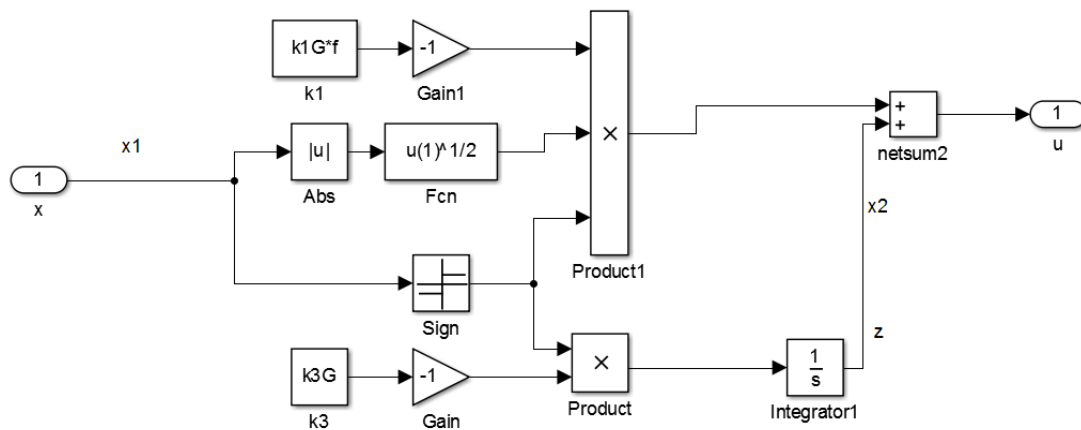 k1G*f
-1
k1
Gain1
x1
|u|
u(1)^1/2
×
+
+
1
netsum2
u
1
x
Abs
Fcn
x2
Product1
Sign
z
k3G
-1
×
1
s
k3
Gain
Product
Integrator1